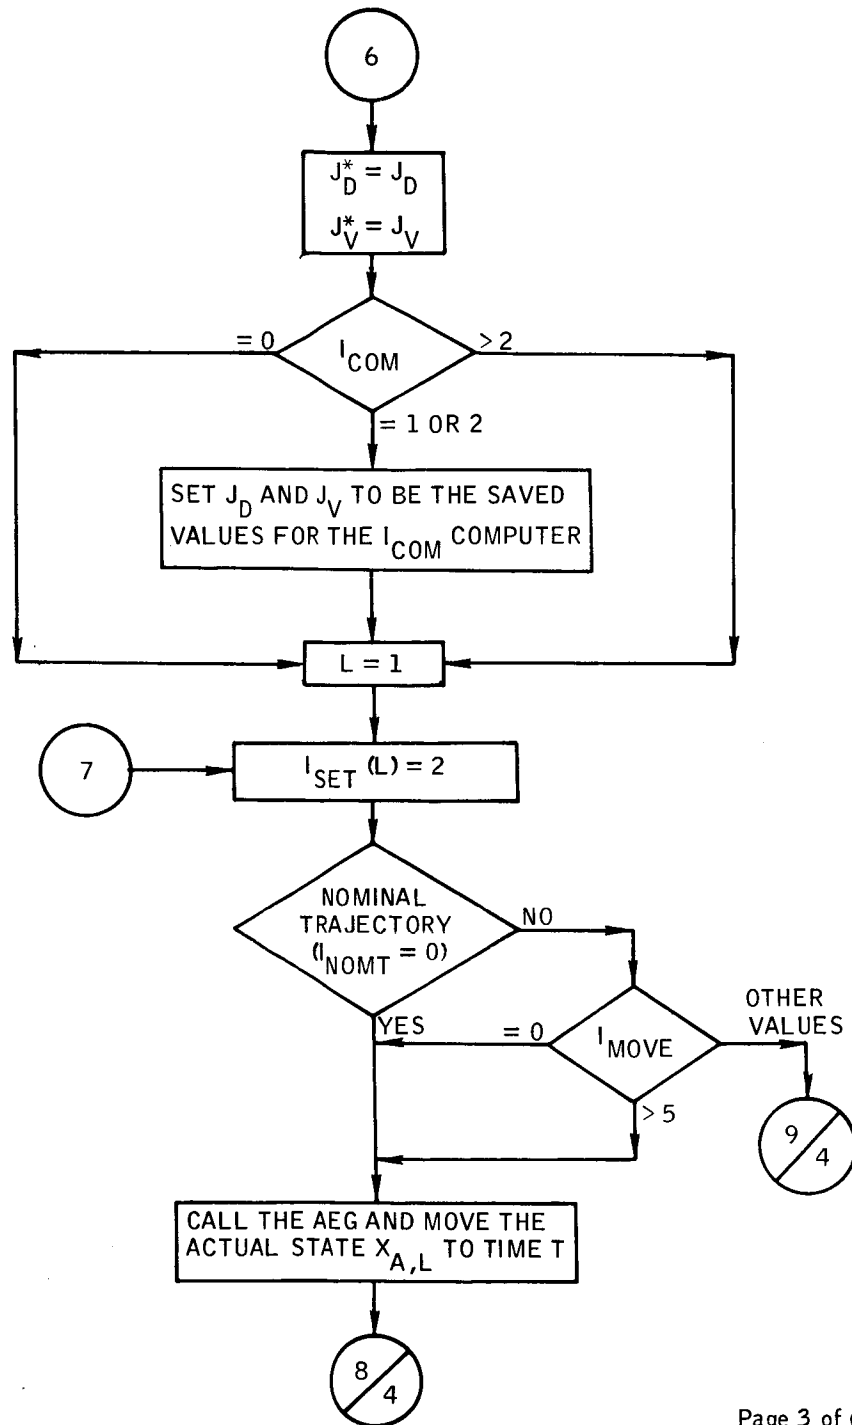 6
J*D = JD
J*V = JV
= 0
ICOM
> 2
= 1 OR 2
SET JD AND JV TO BE THE SAVED
VALUES FOR THE ICOM COMPUTER
L = 1
7
ISET (L) = 2
NOMINAL
TRAJECTORY
(INOMT = 0)
NO
YES
= 0
IMOVE
OTHER
VALUES
> 5
9/4
CALL THE AEG AND MOVE THE
ACTUAL STATE XA,L TO TIME T
8/4
Page 3 of